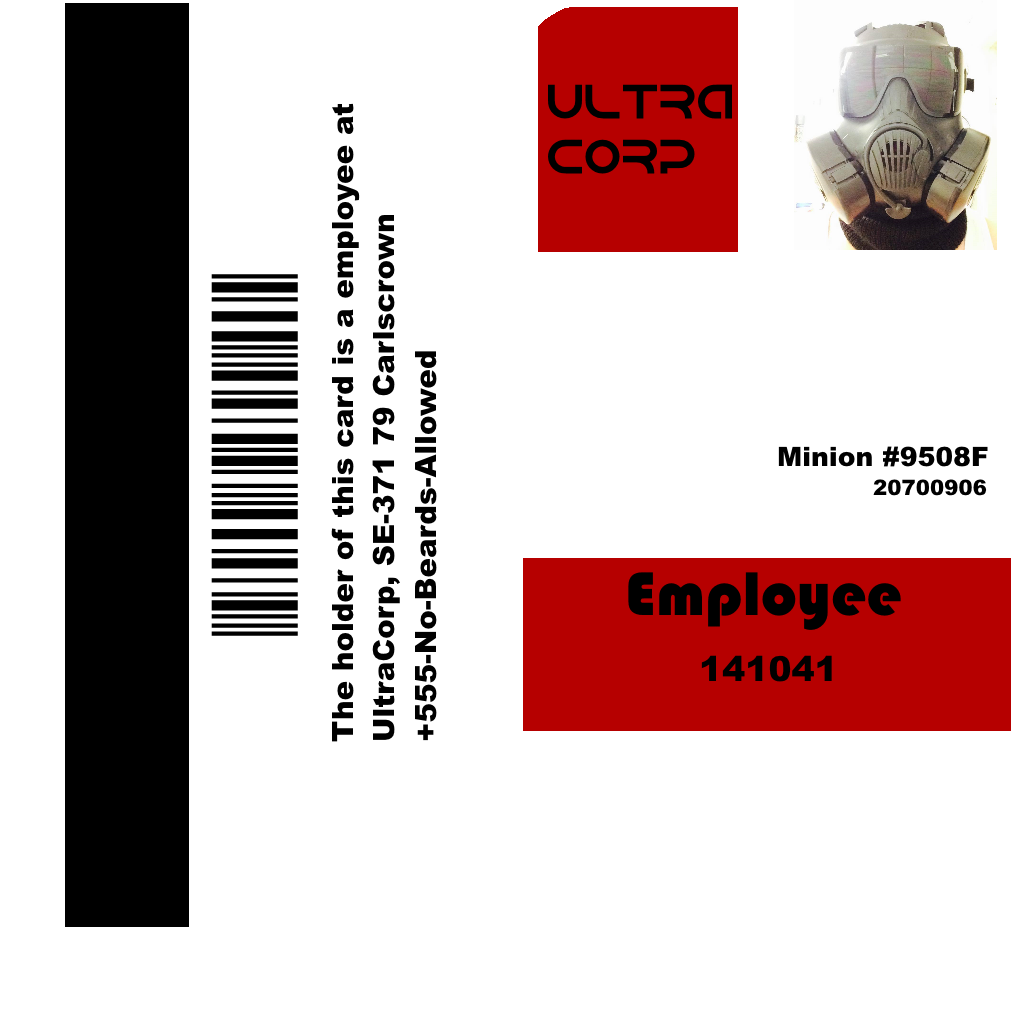 The holder of this card is a employee at
UltraCorp, SE-371 79 Carlscrown
+555-No-Beards-Allowed
ULTRA
CORP
Minion #9508F
20700906
Employee
141041